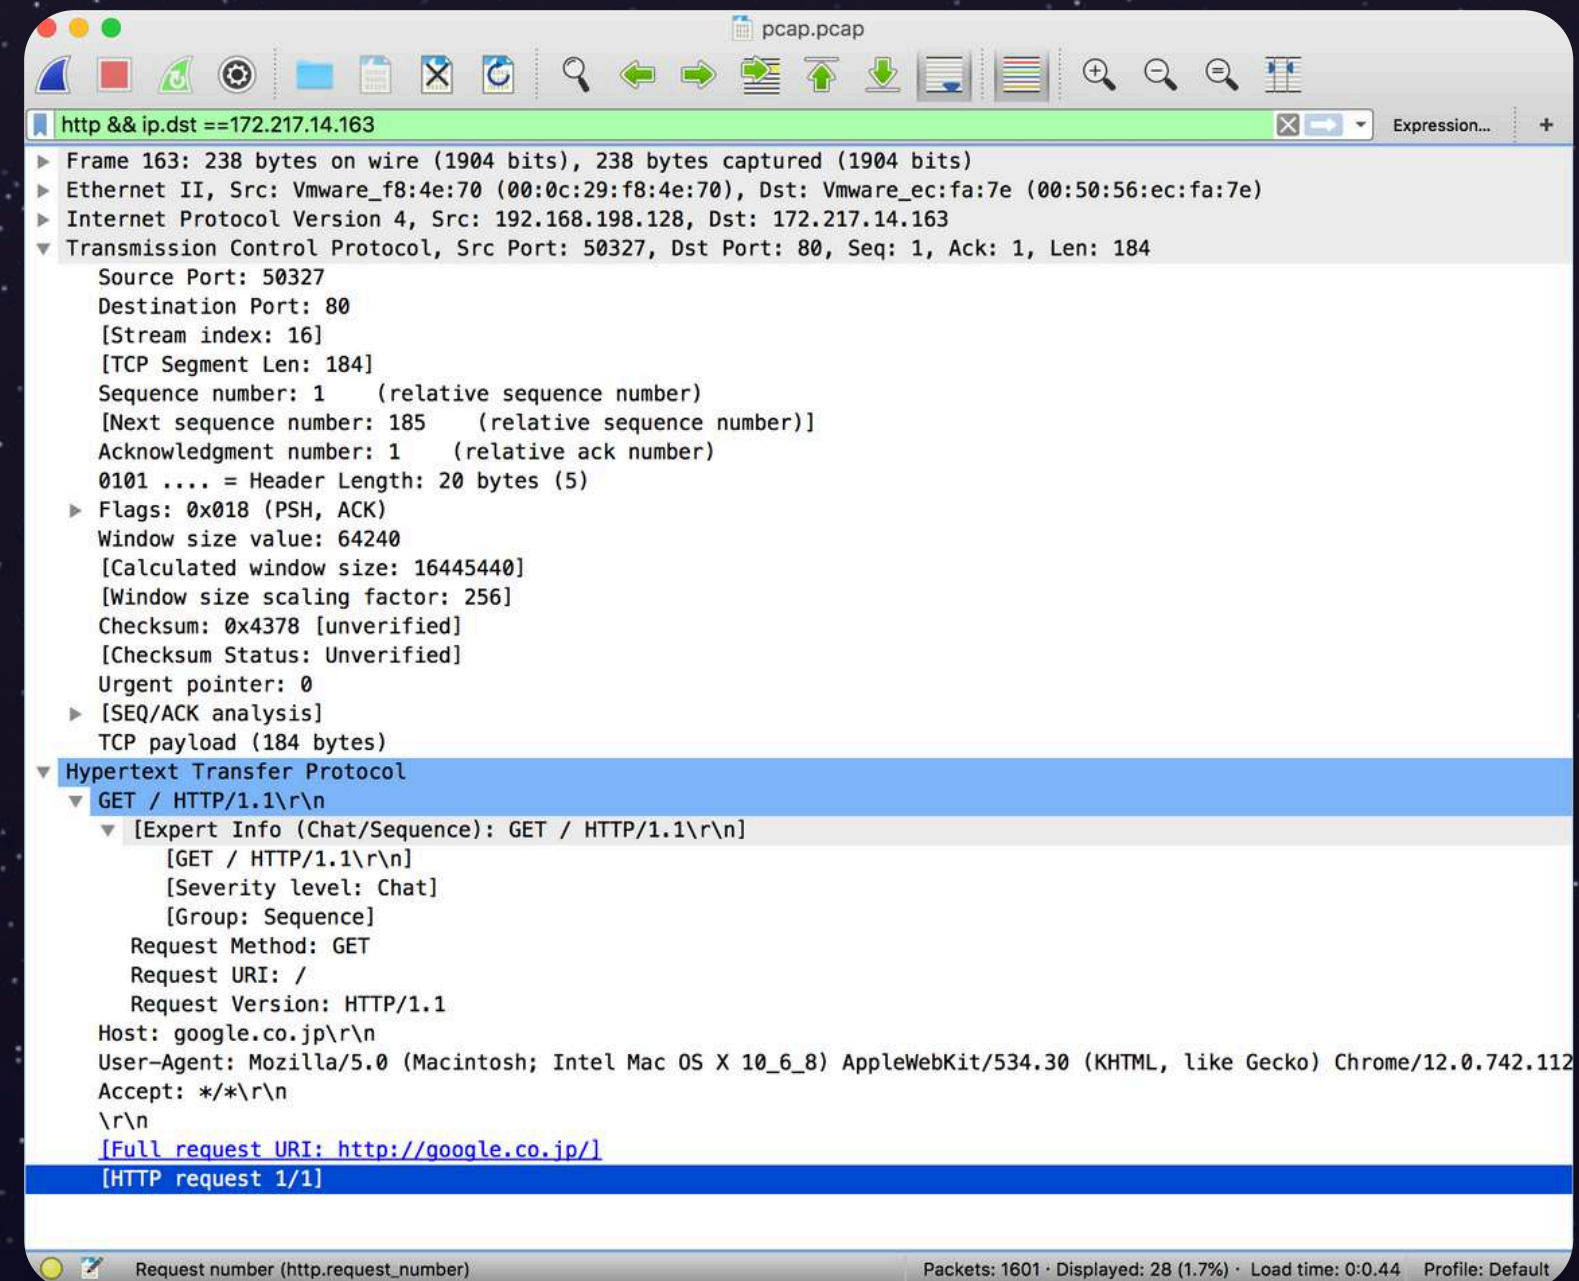 pcap.pcap
http && ip.dst ==172.217.14.163
Expression... +
Frame 163: 238 bytes on wire (1904 bits), 238 bytes captured (1904 bits)
Ethernet II, Src: Vmware_f8:4e:70 (00:0c:29:f8:4e:70), Dst: Vmware_ec:fa:7e (00:50:56:ec:fa:7e)
Internet Protocol Version 4, Src: 192.168.198.128, Dst: 172.217.14.163
Transmission Control Protocol, Src Port: 50327, Dst Port: 80, Seq: 1, Ack: 1, Len: 184
Source Port: 50327
Destination Port: 80
[Stream index: 16]
[TCP Segment Len: 184]
Sequence number: 1    (relative sequence number)
[Next sequence number: 185    (relative sequence number)]
Acknowledgment number: 1    (relative ack number)
0101 .... = Header Length: 20 bytes (5)
Flags: 0x018 (PSH, ACK)
Window size value: 64240
[Calculated window size: 16445440]
[Window size scaling factor: 256]
Checksum: 0x4378 [unverified]
[Checksum Status: Unverified]
Urgent pointer: 0
[SEQ/ACK analysis]
TCP payload (184 bytes)
Hypertext Transfer Protocol
GET / HTTP/1.1\r\n
[Expert Info (Chat/Sequence): GET / HTTP/1.1\r\n]
[GET / HTTP/1.1\r\n]
[Severity level: Chat]
[Group: Sequence]
Request Method: GET
Request URI: /
Request Version: HTTP/1.1
Host: google.co.jp\r\n
User-Agent: Mozilla/5.0 (Macintosh; Intel Mac OS X 10_6_8) AppleWebKit/534.30 (KHTML, like Gecko) Chrome/12.0.742.112
Accept: */*\r\n
\r\n
[Full request URI: http://google.co.jp/]
[HTTP request 1/1]
Request number (http.request_number)
Packets: 1601 · Displayed: 28 (1.7%) · Load time: 0:0.44
Profile: Default